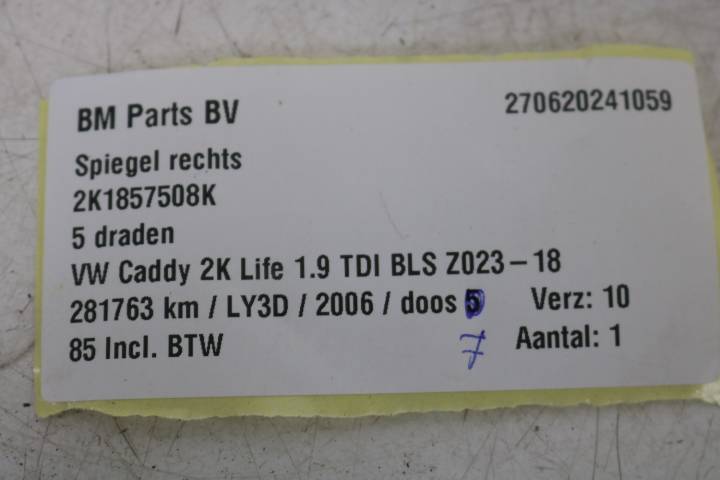 BM Parts BV 270620241059
Spiegel rechts
2K1857508K
5 draden
VW Caddy 2K Life 1.9 TDI BLS Z023-18
281763 km / LY3D / 2006 / doos 5 Verz: 10
85 Incl. BTW 7 Aantal: 1